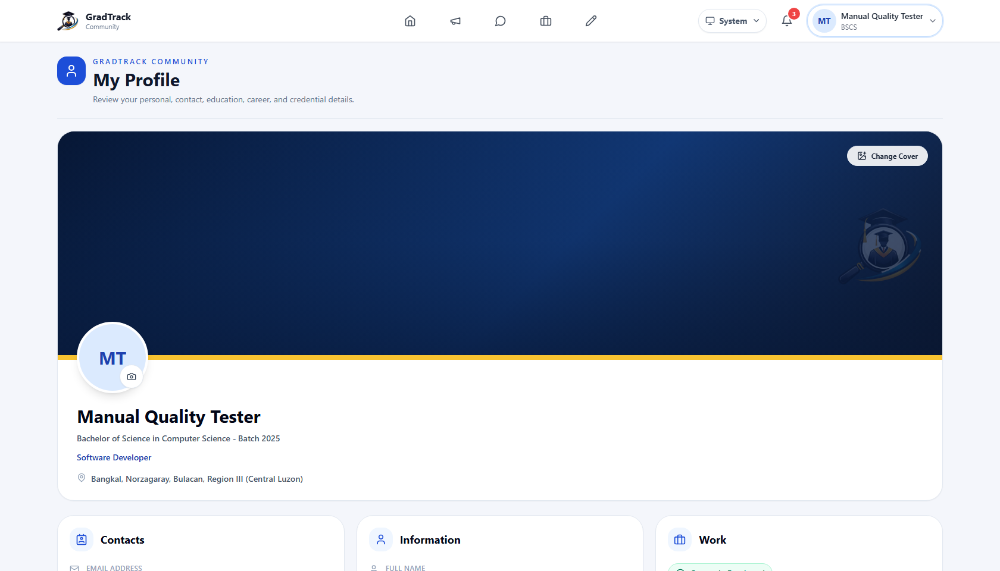 GradTrack
Community
System
3
MT
Manual Quality Tester
BSCS
GRADTRACK COMMUNITY
My Profile
Review your personal, contact, education, career, and credential details.
Change Cover
MT
Manual Quality Tester
Bachelor of Science in Computer Science - Batch 2025
Software Developer
Bangkal, Norzagaray, Bulacan, Region III (Central Luzon)
Contacts
EMAIL ADDRESS
Information
FULL NAME
Work